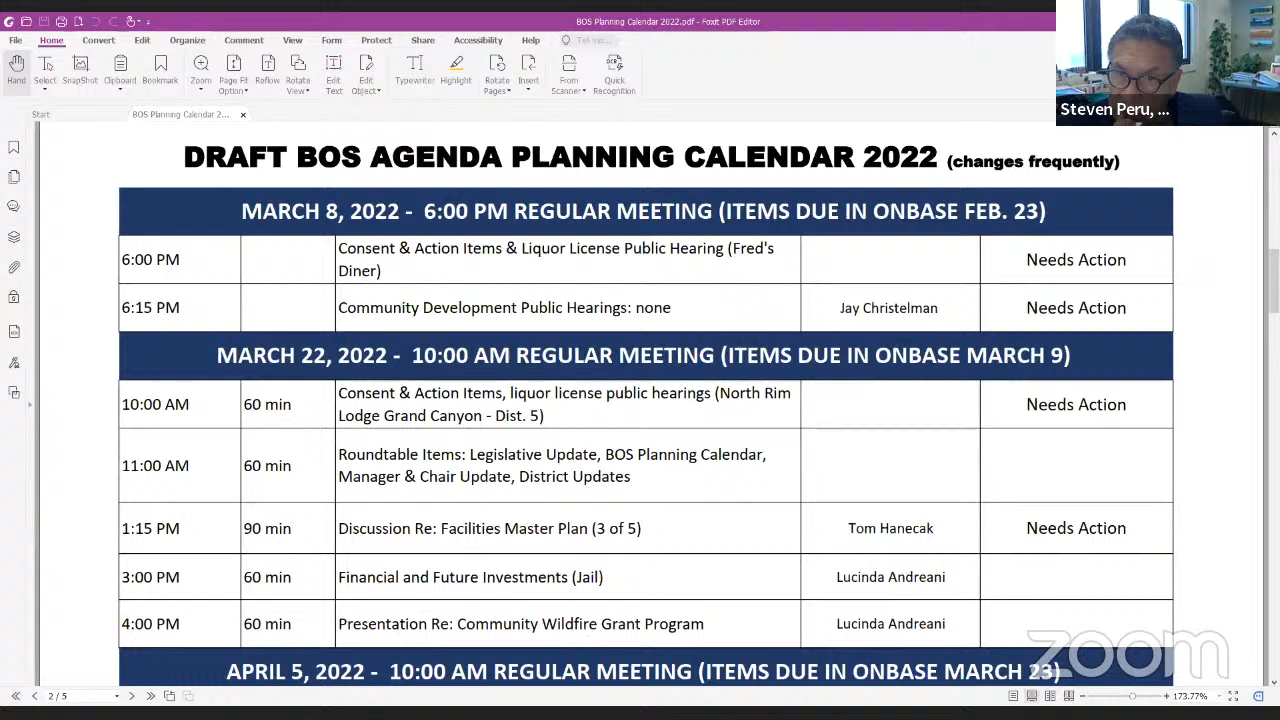 BOS Planning Calendar 2022.pdf - Foxit PDF Editor
File Home Convert Edit Organize Comment View Form Protect Share Accessibility Help Tell me...
Hand Select SnapShot Clipboard Bookmark Zoom Page Fit Option Reflow Rotate View Edit Text Edit Object Typewriter Highlight Rotate Pages Insert From Scanner Quick Recognition
Steven Peru, ...
Start BOS Planning Calendar 2...
DRAFT BOS AGENDA PLANNING CALENDAR 2022 (changes frequently)
MARCH 8, 2022 - 6:00 PM REGULAR MEETING (ITEMS DUE IN ONBASE FEB. 23)
6:00 PM Consent & Action Items & Liquor License Public Hearing (Fred's
Diner) Needs Action
6:15 PM Community Development Public Hearings: none Jay Christelman Needs Action
MARCH 22, 2022 - 10:00 AM REGULAR MEETING (ITEMS DUE IN ONBASE MARCH 9)
10:00 AM 60 min Consent & Action Items, liquor license public hearings (North Rim
Lodge Grand Canyon - Dist. 5) Needs Action
11:00 AM 60 min Roundtable Items: Legislative Update, BOS Planning Calendar,
Manager & Chair Update, District Updates
1:15 PM 90 min Discussion Re: Facilities Master Plan (3 of 5) Tom Hanecak Needs Action
3:00 PM 60 min Financial and Future Investments (Jail) Lucinda Andreani
4:00 PM 60 min Presentation Re: Community Wildfire Grant Program Lucinda Andreani
APRIL 5, 2022 - 10:00 AM REGULAR MEETING (ITEMS DUE IN ONBASE MARCH 23)
zoom
2 / 5 173.77%